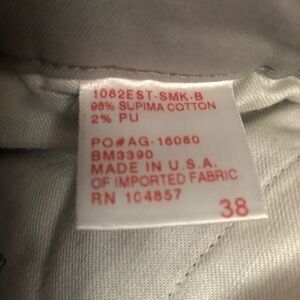 1082EST-SMK-B
98% SUPIMA COTTON
2% PU
PO#AG-16060
BM3390
MADE IN U.S.A.
OF IMPORTED FABRIC
RN 104857
38